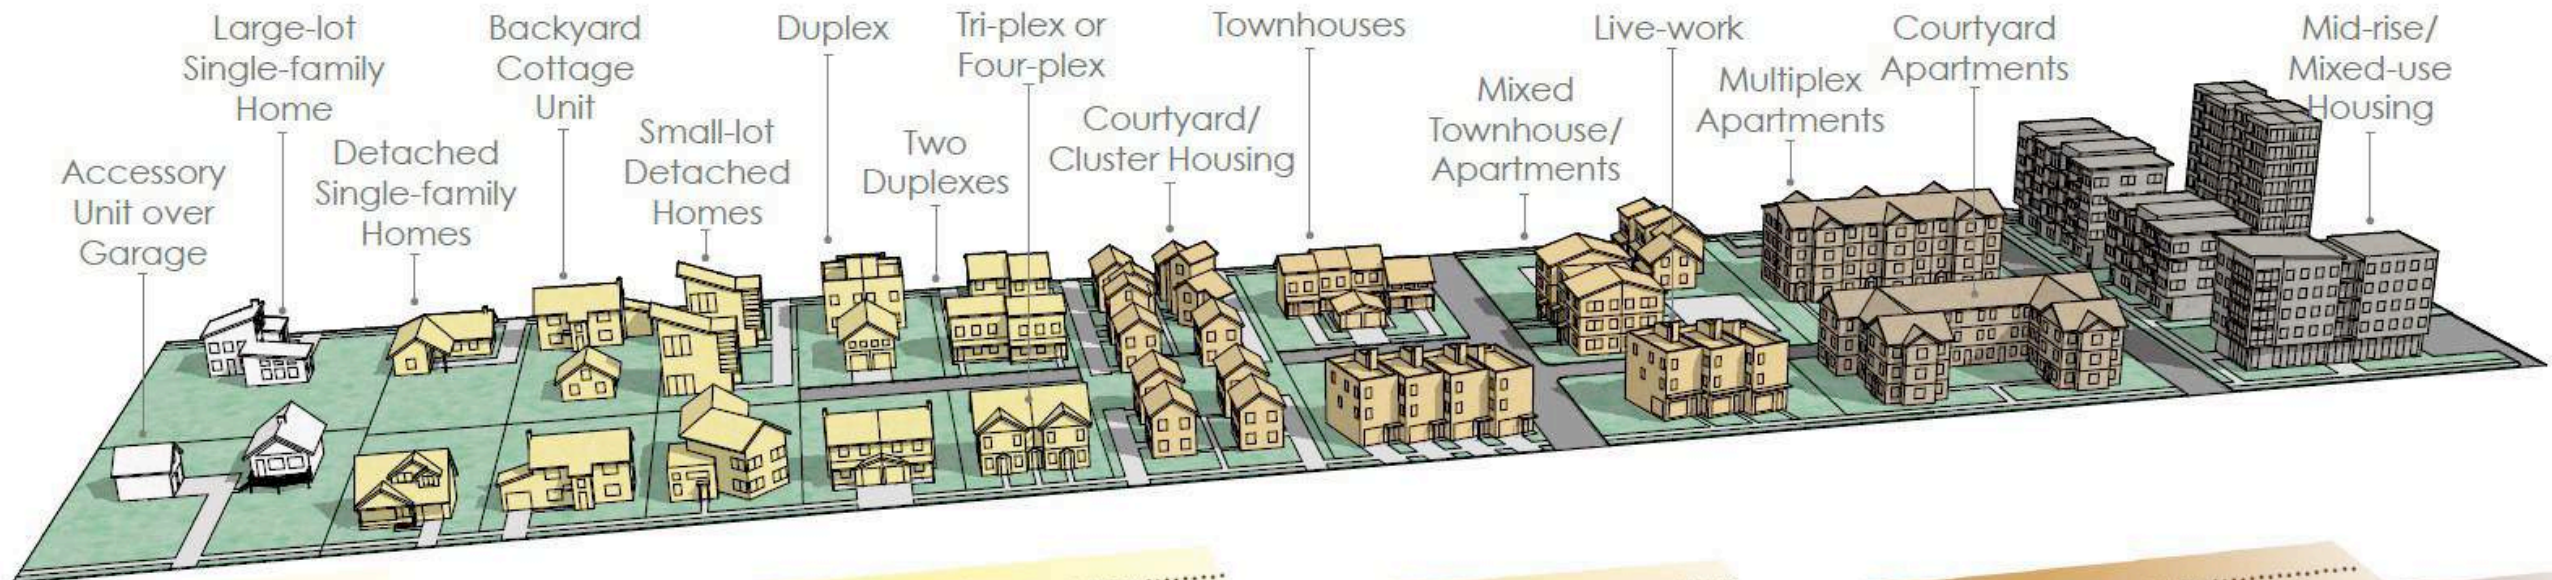 Accessory
Unit over
Garage
Large-lot
Single-family
Home
Detached
Single-family
Homes
Backyard
Cottage
Unit
Small-lot
Detached
Homes
Duplex
Two
Duplexes
Tri-plex or
Four-plex
Courtyard/
Cluster Housing
Townhouses
Mixed
Townhouse/
Apartments
Live-work
Multiplex
Apartments
Courtyard
Apartments
Mid-rise/
Mixed-use
Housing